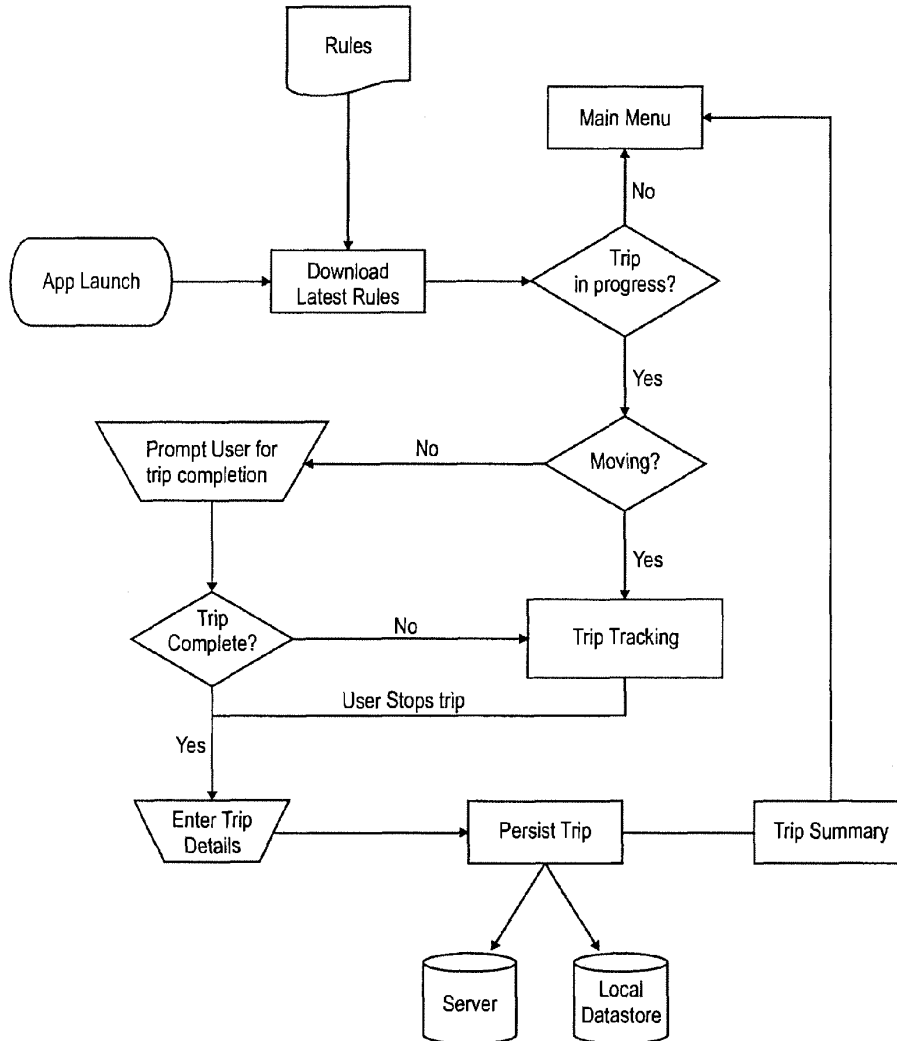 Rules
Main Menu
No
App Launch
Download
Latest Rules
Trip
in progress?
Yes
Prompt User for
trip completion
No
Moving?
Yes
Trip
Complete?
No
Trip Tracking
User Stops trip
Yes
Enter Trip
Details
Persist Trip
Trip Summary
Server
Local
Datastore